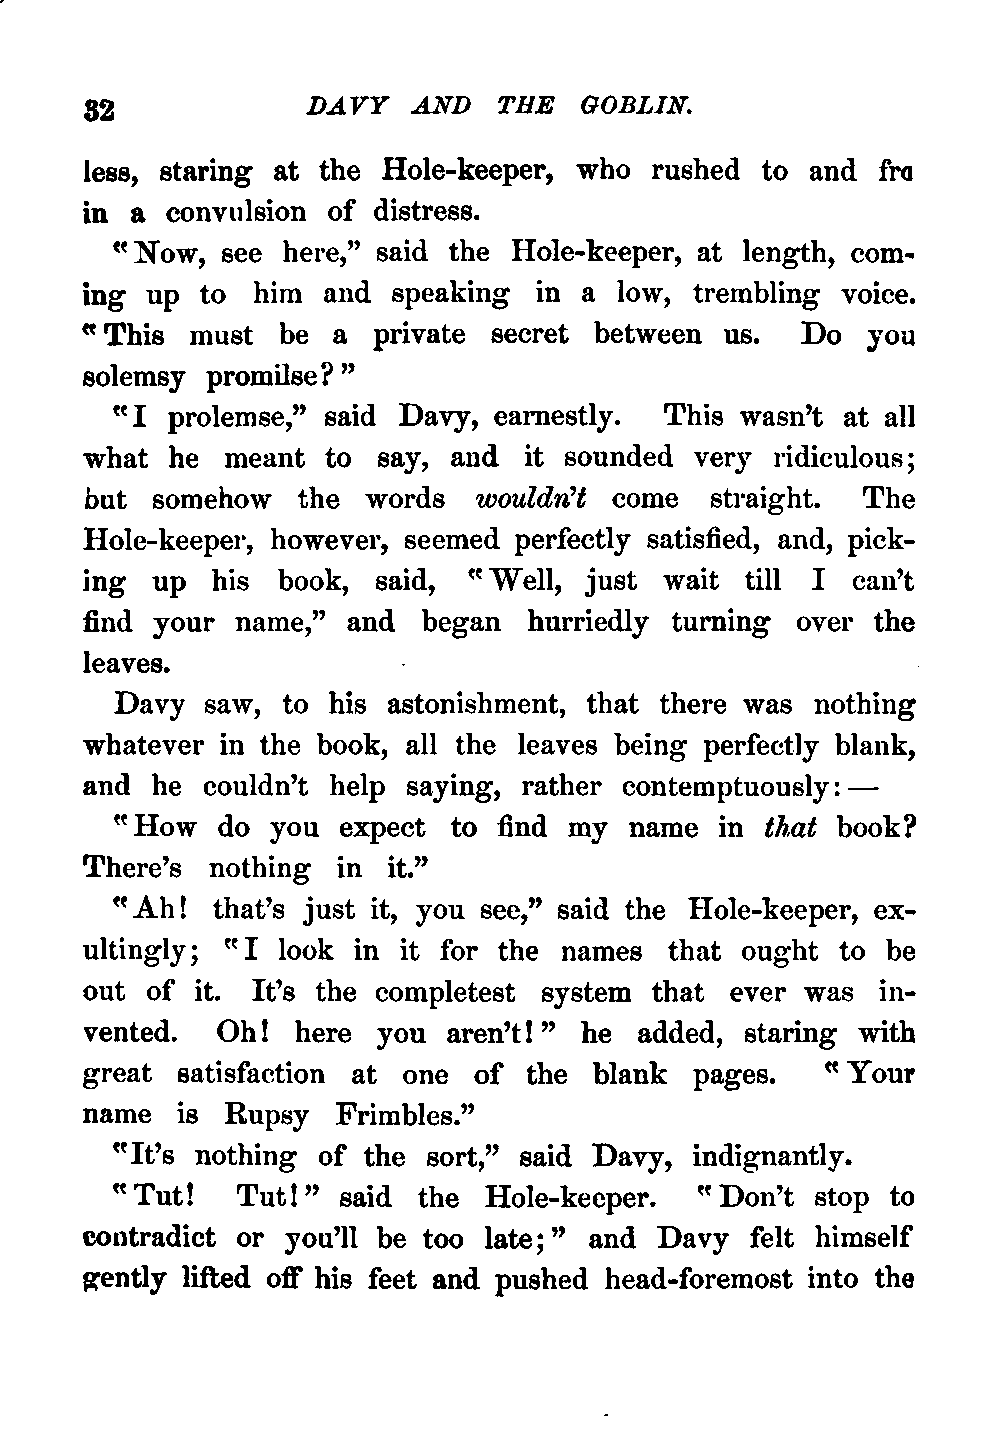 32 DAVY AND THE GOBLIN.
less, staring at the Hole-keeper, who rushed to and fro
in a convulsion of distress.
"Now, see here," said the Hole-keeper, at length, com-
ing up to him and speaking in a low, trembling voice.
"This must be a private secret between us. Do you
solemsy promilse?"
"I prolemse," said Davy, earnestly. This wasn't at all
what he meant to say, and it sounded very ridiculous;
but somehow the words wouldn't come straight. The
Hole-keeper, however, seemed perfectly satisfied, and, pick-
ing up his book, said, "Well, just wait till I can't
find your name," and began hurriedly turning over the
leaves.
Davy saw, to his astonishment, that there was nothing
whatever in the book, all the leaves being perfectly blank,
and he couldn't help saying, rather contemptuously:—
"How do you expect to find my name in that book?
There's nothing in it."
"Ah! that's just it, you see," said the Hole-keeper, ex-
ultingly; "I look in it for the names that ought to be
out of it. It's the completest system that ever was in-
vented. Oh! here you aren't!" he added, staring with
great satisfaction at one of the blank pages. "Your
name is Rupsy Frimbles."
"It's nothing of the sort," said Davy, indignantly.
"Tut! Tut!" said the Hole-keeper. "Don't stop to
contradict or you'll be too late;" and Davy felt himself
gently lifted off his feet and pushed head-foremost into the